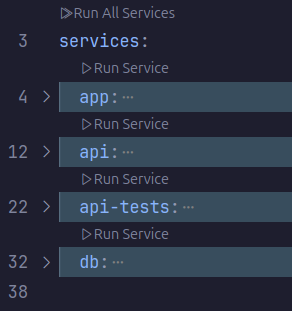 Run All Services
3 services:
Run Service
4 app:…
Run Service
12 api:…
Run Service
22 api-tests:…
Run Service
32 db:…
38